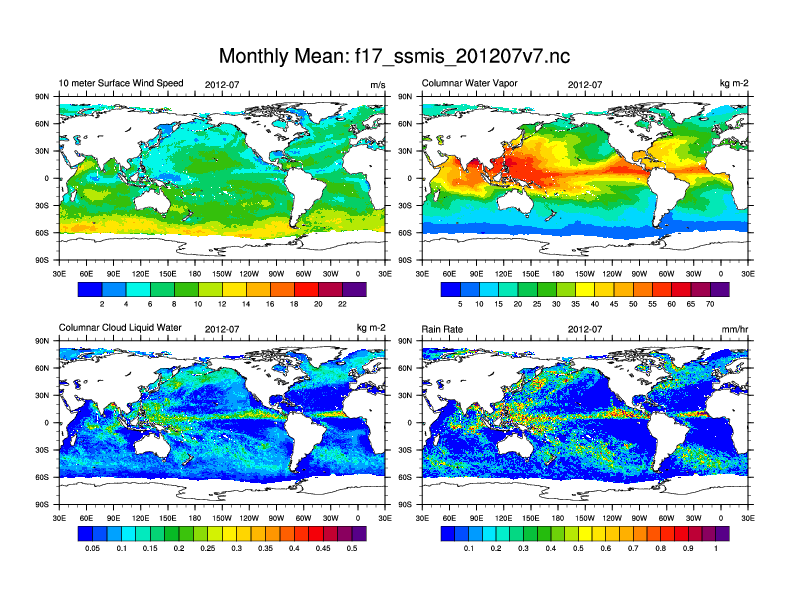 Monthly Mean: f17_ssmis_201207v7.nc
10 meter Surface Wind Speed 2012-07 m/s
90N
60N
30N
0
30S
60S
90S
30E 60E 90E 120E 150E 180 150W 120W 90W 60W 30W 0 30E
2 4 6 8 10 12 14 16 18 20 22
Columnar Water Vapor 2012-07 kg m-2
90N
60N
30N
0
30S
60S
90S
30E 60E 90E 120E 150E 180 150W 120W 90W 60W 30W 0 30E
5 10 15 20 25 30 35 40 45 50 55 60 65 70
Columnar Cloud Liquid Water 2012-07 kg m-2
90N
60N
30N
0
30S
60S
90S
30E 60E 90E 120E 150E 180 150W 120W 90W 60W 30W 0 30E
0.05 0.1 0.15 0.2 0.25 0.3 0.35 0.4 0.45 0.5
Rain Rate 2012-07 mm/hr
90N
60N
30N
0
30S
60S
90S
30E 60E 90E 120E 150E 180 150W 120W 90W 60W 30W 0 30E
0.1 0.2 0.3 0.4 0.5 0.6 0.7 0.8 0.9 1